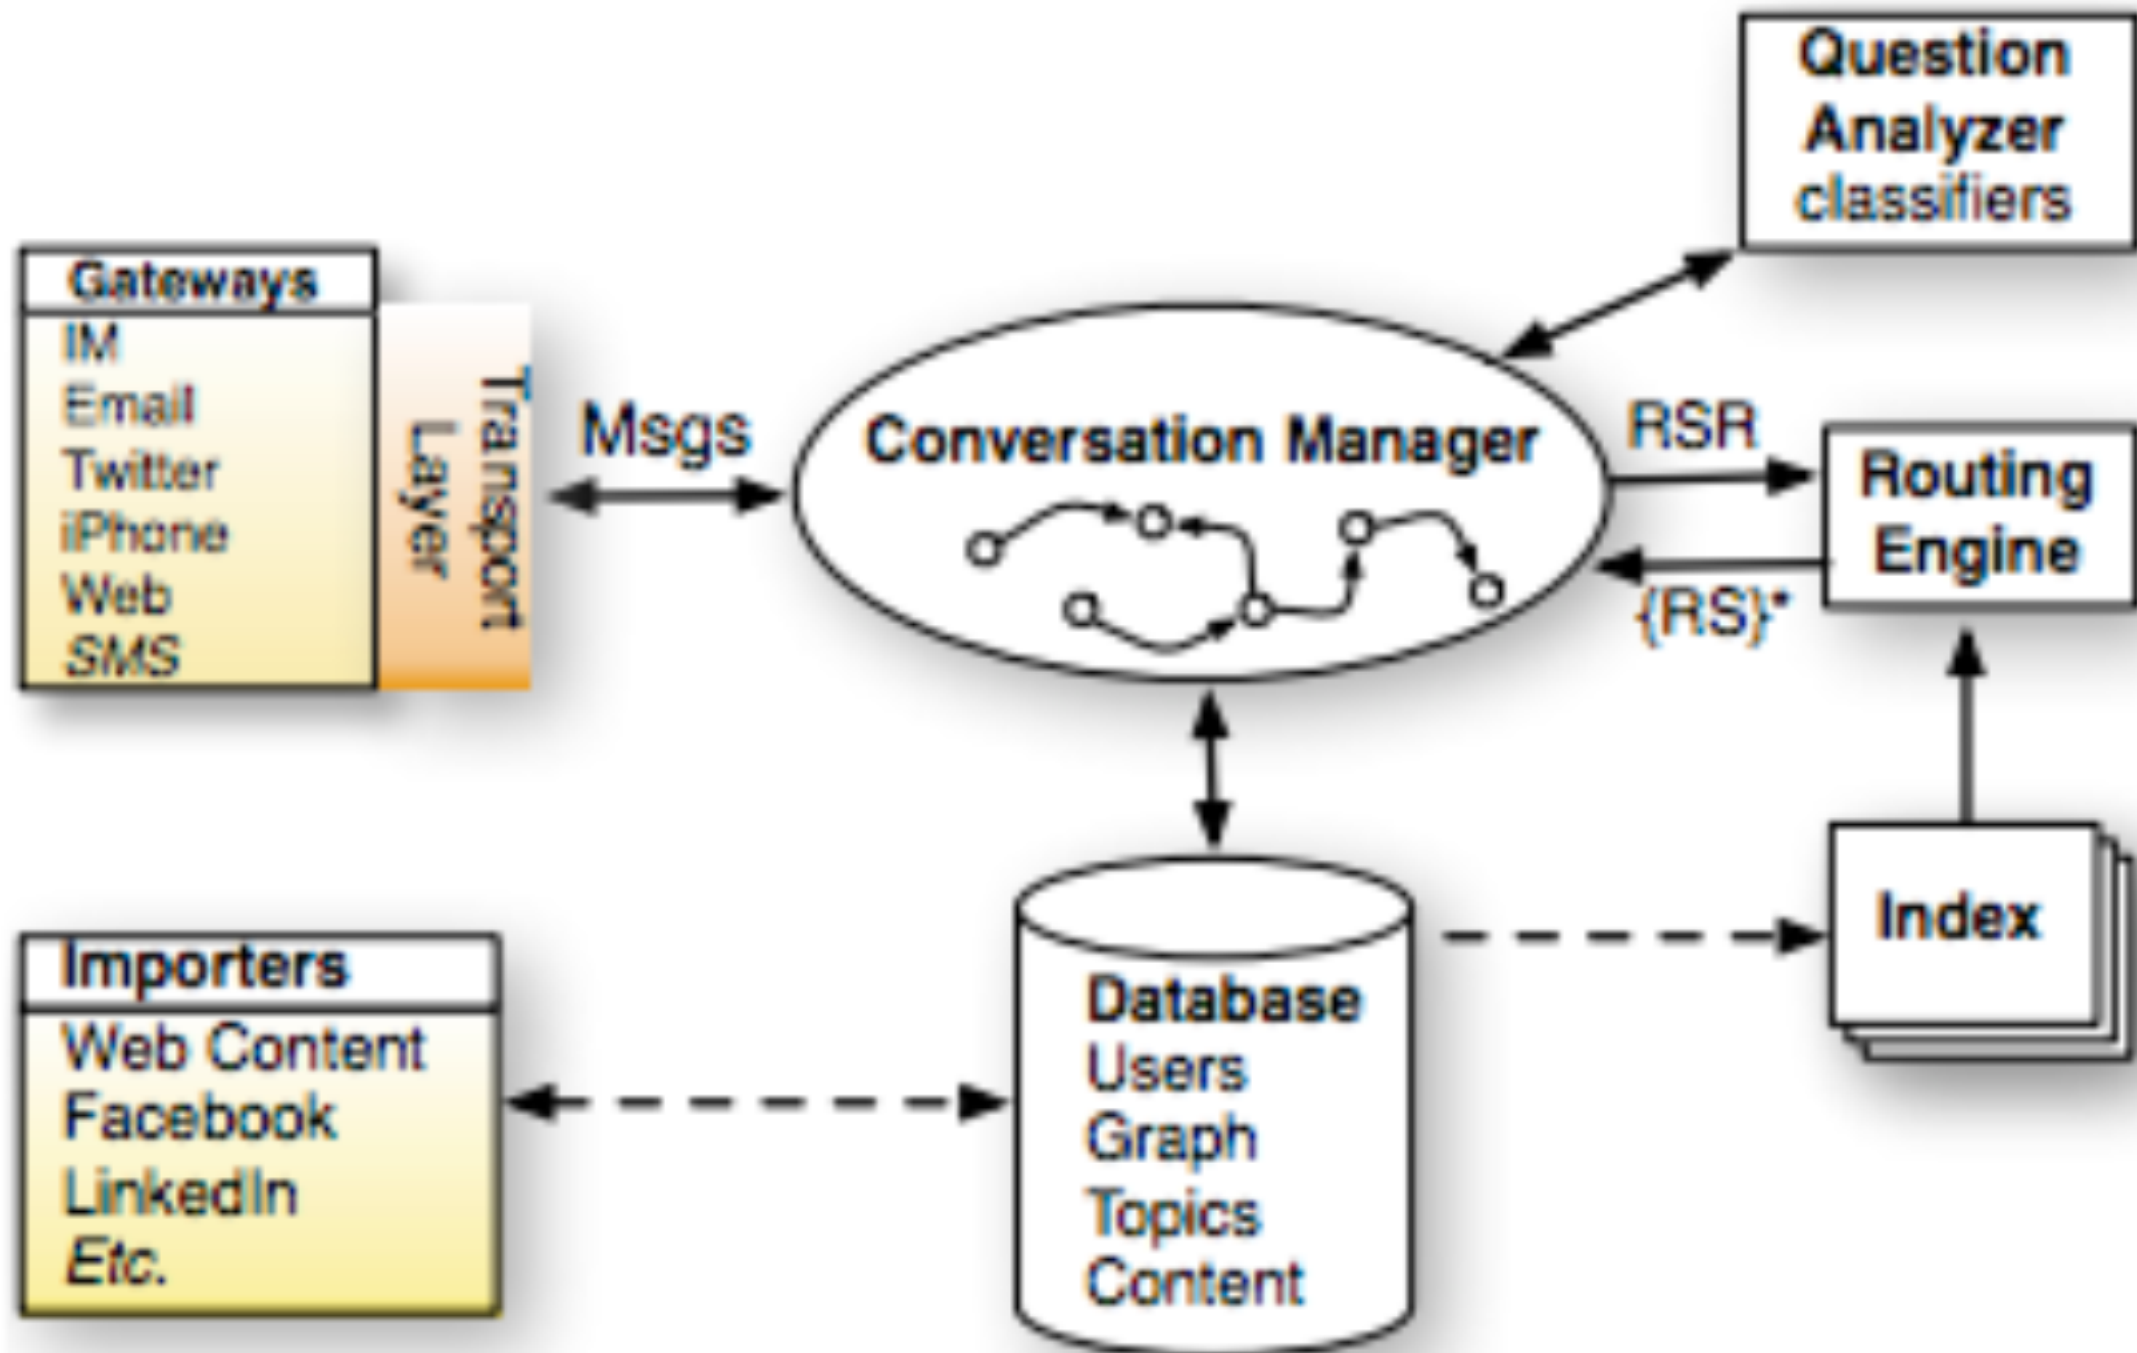 Question
Analyzer
classifiers
Gateways
IM
Email
Twitter
iPhone
Web
SMS
Transport
Layer
Msgs
Conversation Manager
RSR
{RS}*
Routing
Engine
Importers
Web Content
Facebook
LinkedIn
Etc.
Database
Users
Graph
Topics
Content
Index